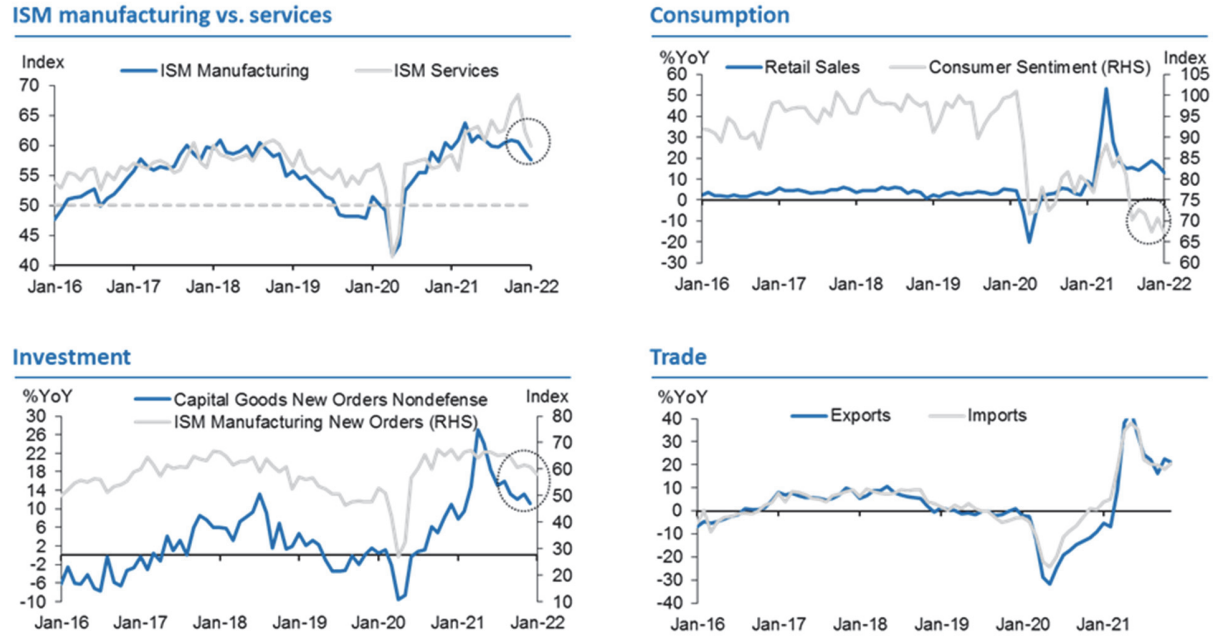 ISM manufacturing vs. services
Index
ISM Manufacturing
ISM Services
70
65
60
55
50
45
40
Jan-16
Jan-17
Jan-18
Jan-19
Jan-20
Jan-21
Jan-22
Consumption
%YoY
Index
Retail Sales
Consumer Sentiment (RHS)
60
50
40
30
20
10
0
-10
-20
-30
105
100
95
90
85
80
75
70
65
60
Jan-16
Jan-17
Jan-18
Jan-19
Jan-20
Jan-21
Jan-22
Investment
%YoY
Index
Capital Goods New Orders Nondefense
ISM Manufacturing New Orders (RHS)
30
26
22
18
14
10
6
2
-2
-6
-10
80
70
60
50
40
30
20
10
Jan-16
Jan-17
Jan-18
Jan-19
Jan-20
Jan-21
Jan-22
Trade
%YoY
Exports
Imports
40
30
20
10
0
-10
-20
-30
-40
Jan-16
Jan-17
Jan-18
Jan-19
Jan-20
Jan-21